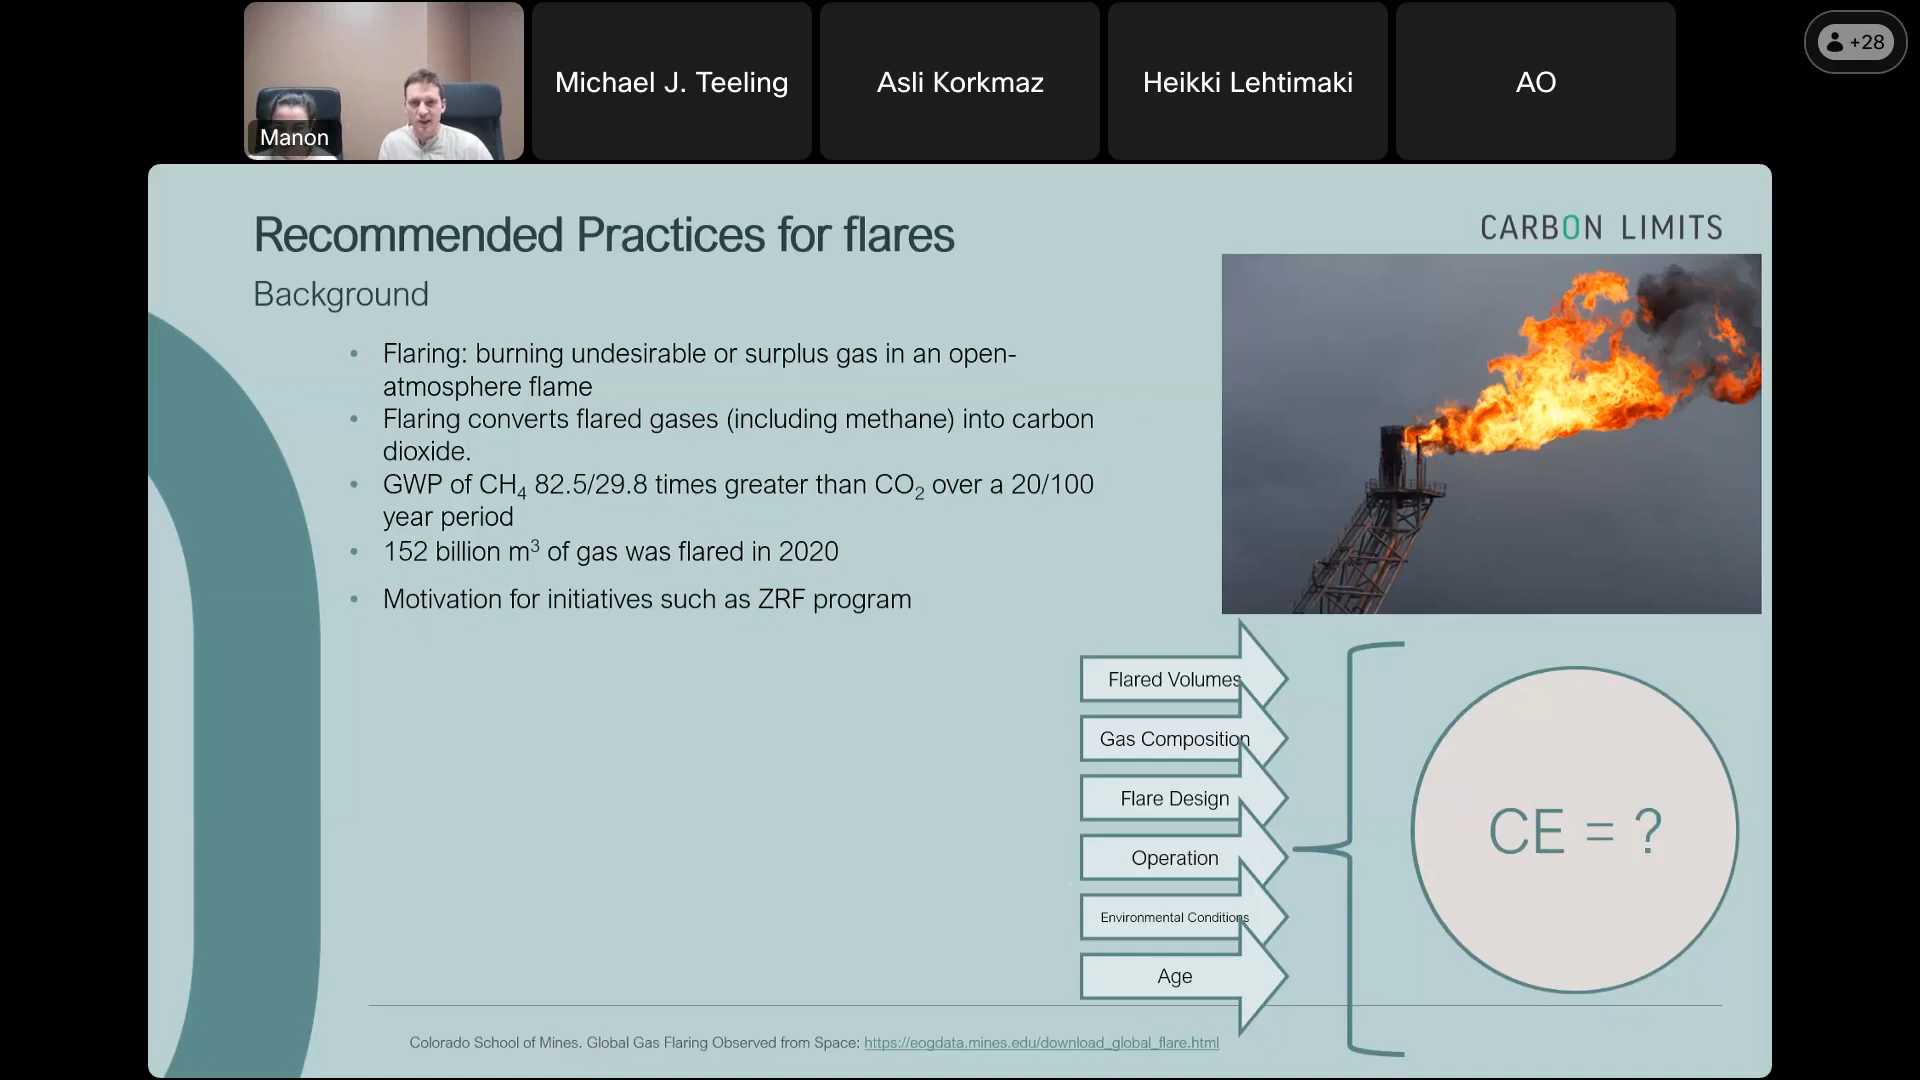 Manon
Michael J. Teeling
Asli Korkmaz
Heikki Lehtimaki
AO
+28
Recommended Practices for flares
CARBON LIMITS
Background
• Flaring: burning undesirable or surplus gas in an open-
atmosphere flame
• Flaring converts flared gases (including methane) into carbon
dioxide.
• GWP of CH₄ 82.5/29.8 times greater than CO₂ over a 20/100
year period
• 152 billion m³ of gas was flared in 2020
• Motivation for initiatives such as ZRF program
Flared Volumes
Gas Composition
Flare Design
Operation
Environmental Conditions
Age
CE = ?
Colorado School of Mines. Global Gas Flaring Observed from Space: https://eogdata.mines.edu/download_global_flare.html